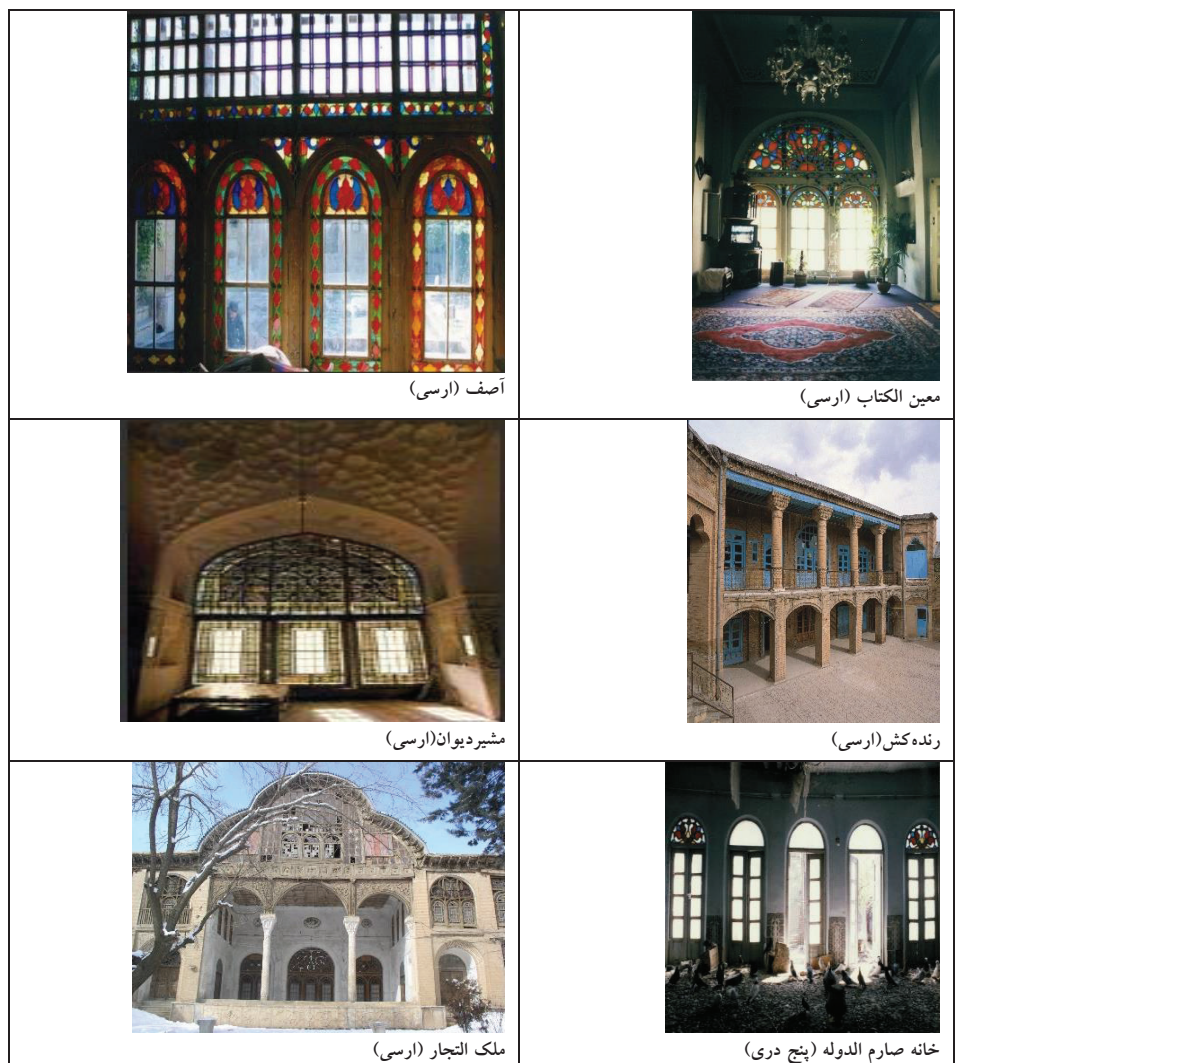 معین الکتاب (ارسی)
آصف (ارسی)
رنده‌کش(ارسی)
مشیردیوان(ارسی)
خانه صارم الدوله (پنج دری)
ملک التجار (ارسی)